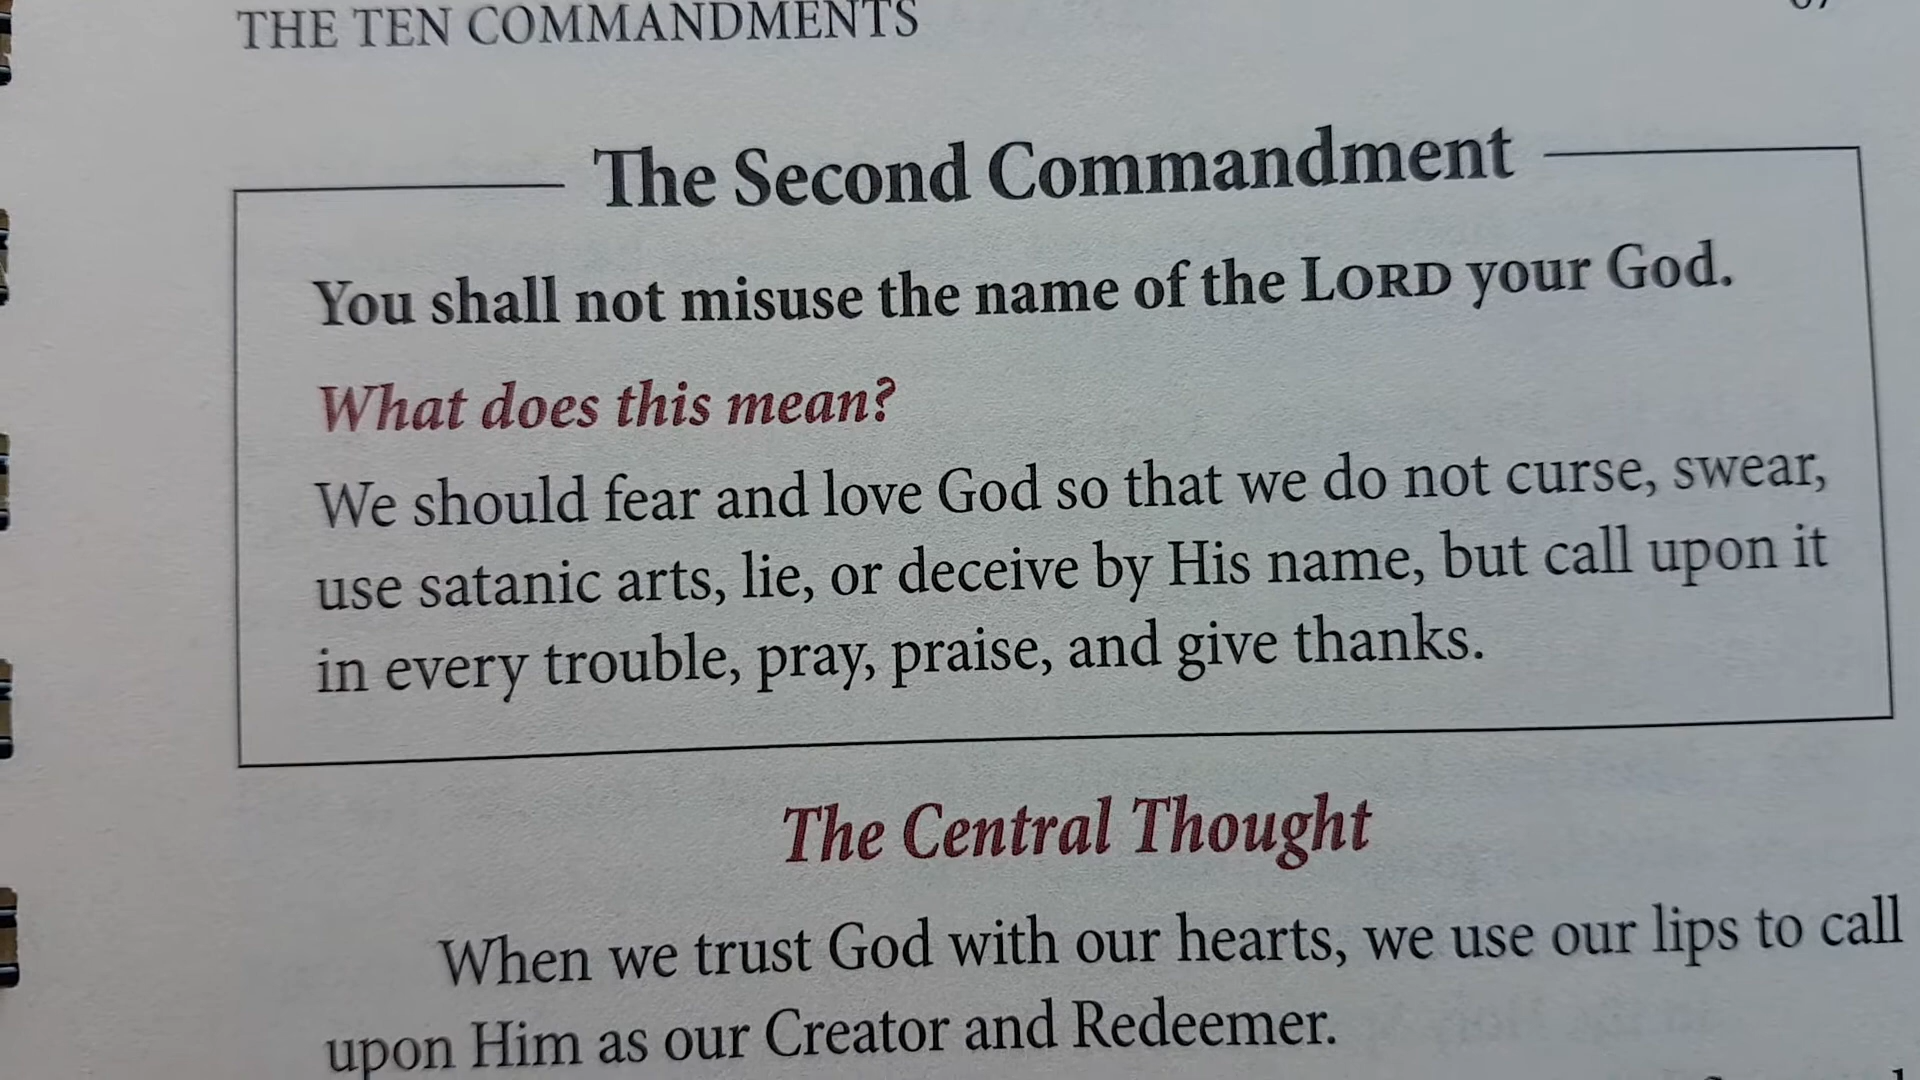 THE TEN COMMANDMENTS
The Second Commandment
You shall not misuse the name of the LORD your God.
What does this mean?
We should fear and love God so that we do not curse, swear,
use satanic arts, lie, or deceive by His name, but call upon it
in every trouble, pray, praise, and give thanks.
The Central Thought
When we trust God with our hearts, we use our lips to call
upon Him as our Creator and Redeemer.